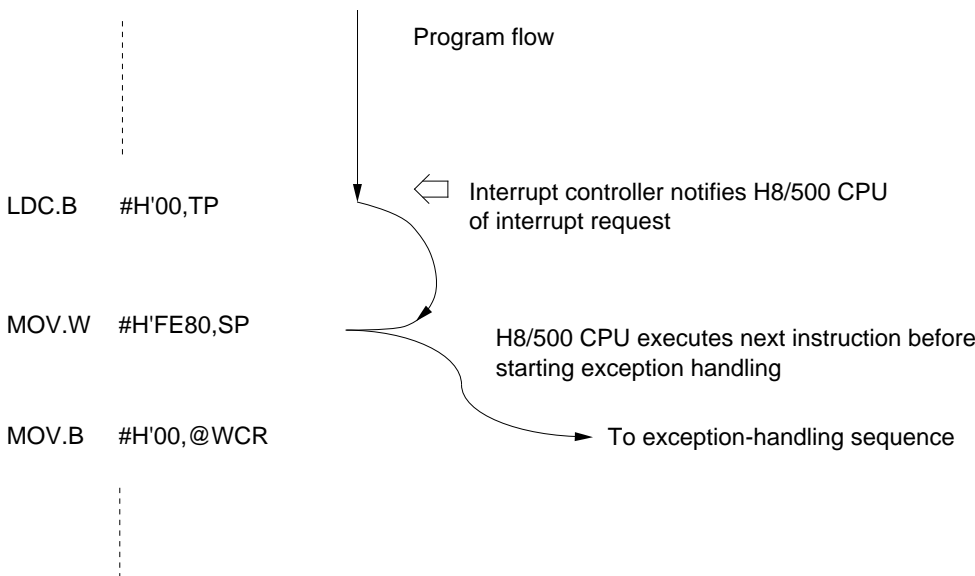 Program flow
LDC.B #H'00,TP
Interrupt controller notifies H8/500 CPU
of interrupt request
MOV.W #H'FE80,SP
H8/500 CPU executes next instruction before
starting exception handling
MOV.B #H'00,@WCR
To exception-handling sequence